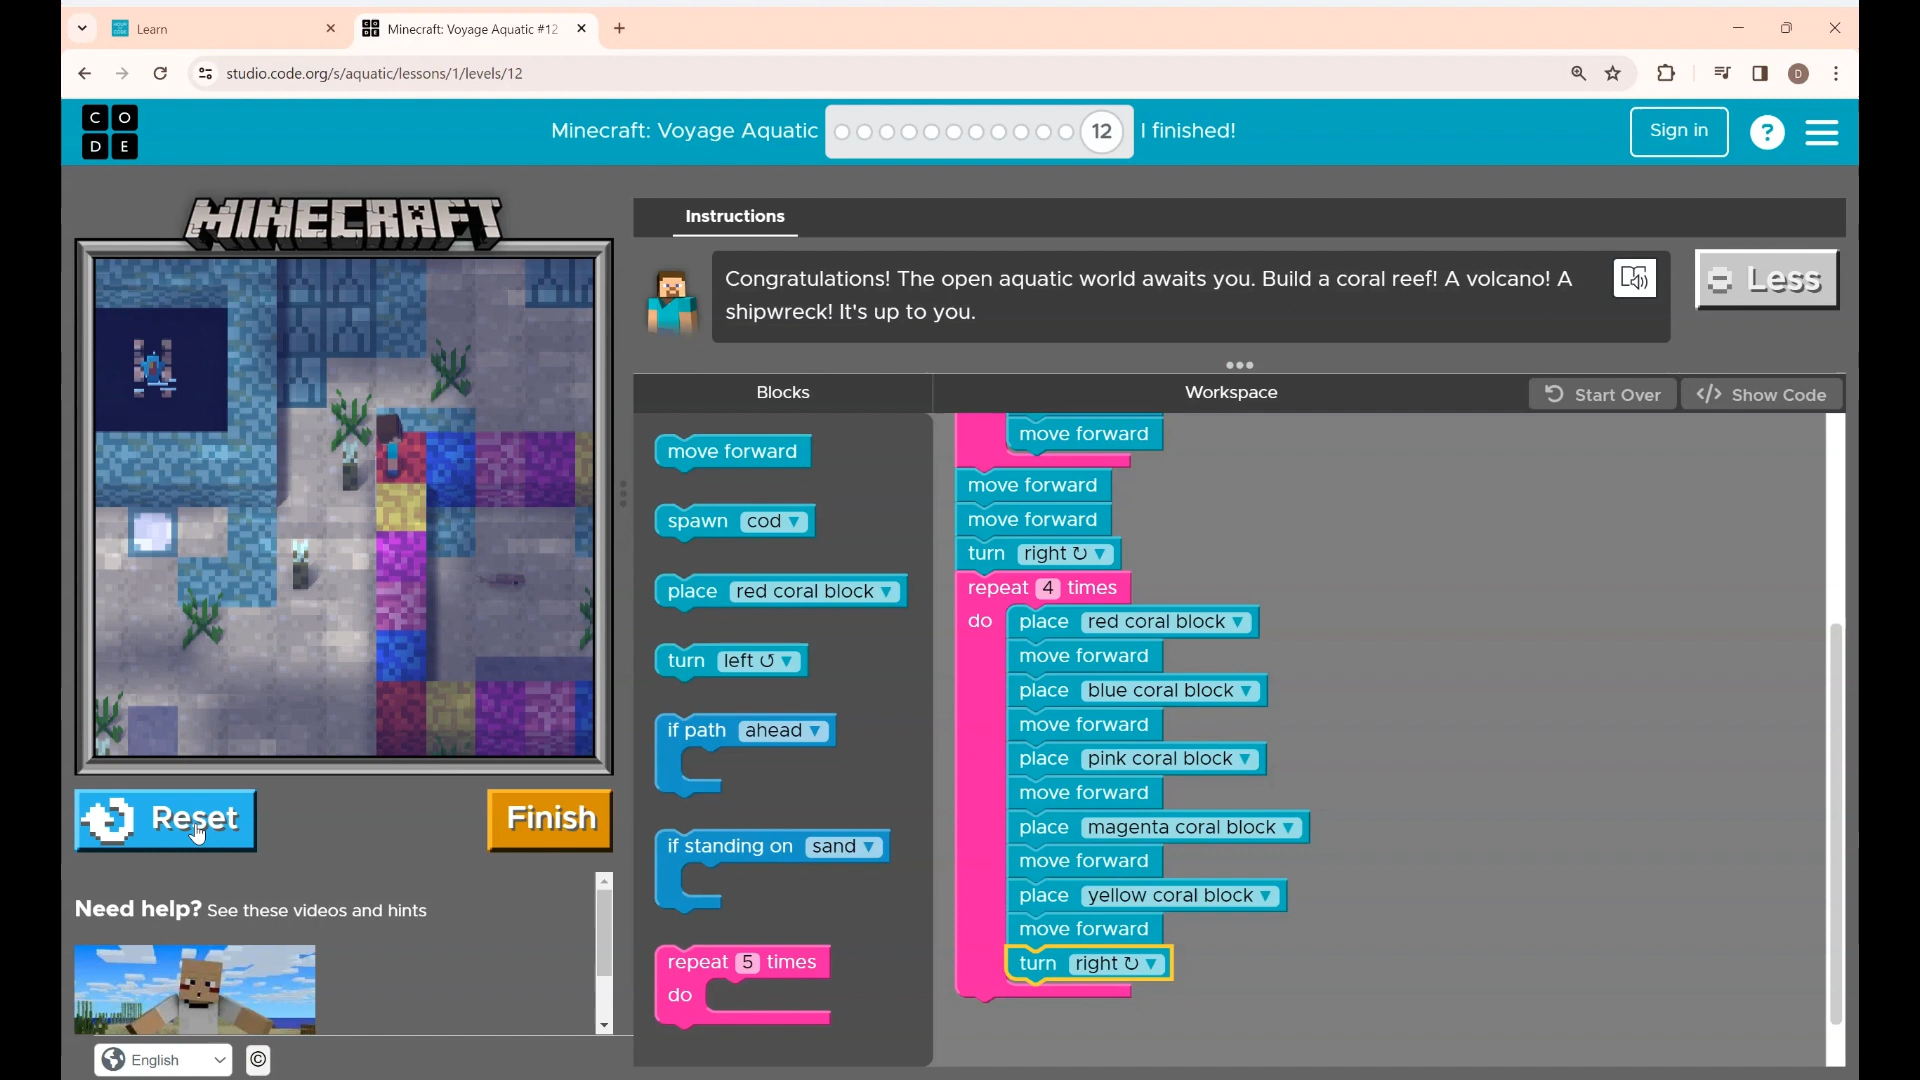 Learn
Minecraft: Voyage Aquatic #12
studio.code.org/s/aquatic/lessons/1/levels/12
D
C O
D E
Minecraft: Voyage Aquatic
12
I finished!
Sign in
?
MINECRAFT
Instructions
Congratulations! The open aquatic world awaits you. Build a coral reef! A volcano! A
shipwreck! It's up to you.
Less
Blocks
Workspace
Start Over
</> Show Code
move forward
spawn cod
place red coral block
turn left ↺
if path ahead
if standing on sand
repeat 5 times
do
move forward
move forward
move forward
turn right ↻
repeat 4 times
do
place red coral block
move forward
place blue coral block
move forward
place pink coral block
move forward
place magenta coral block
move forward
place yellow coral block
move forward
turn right ↻
Reset
Finish
Need help? See these videos and hints
English
©